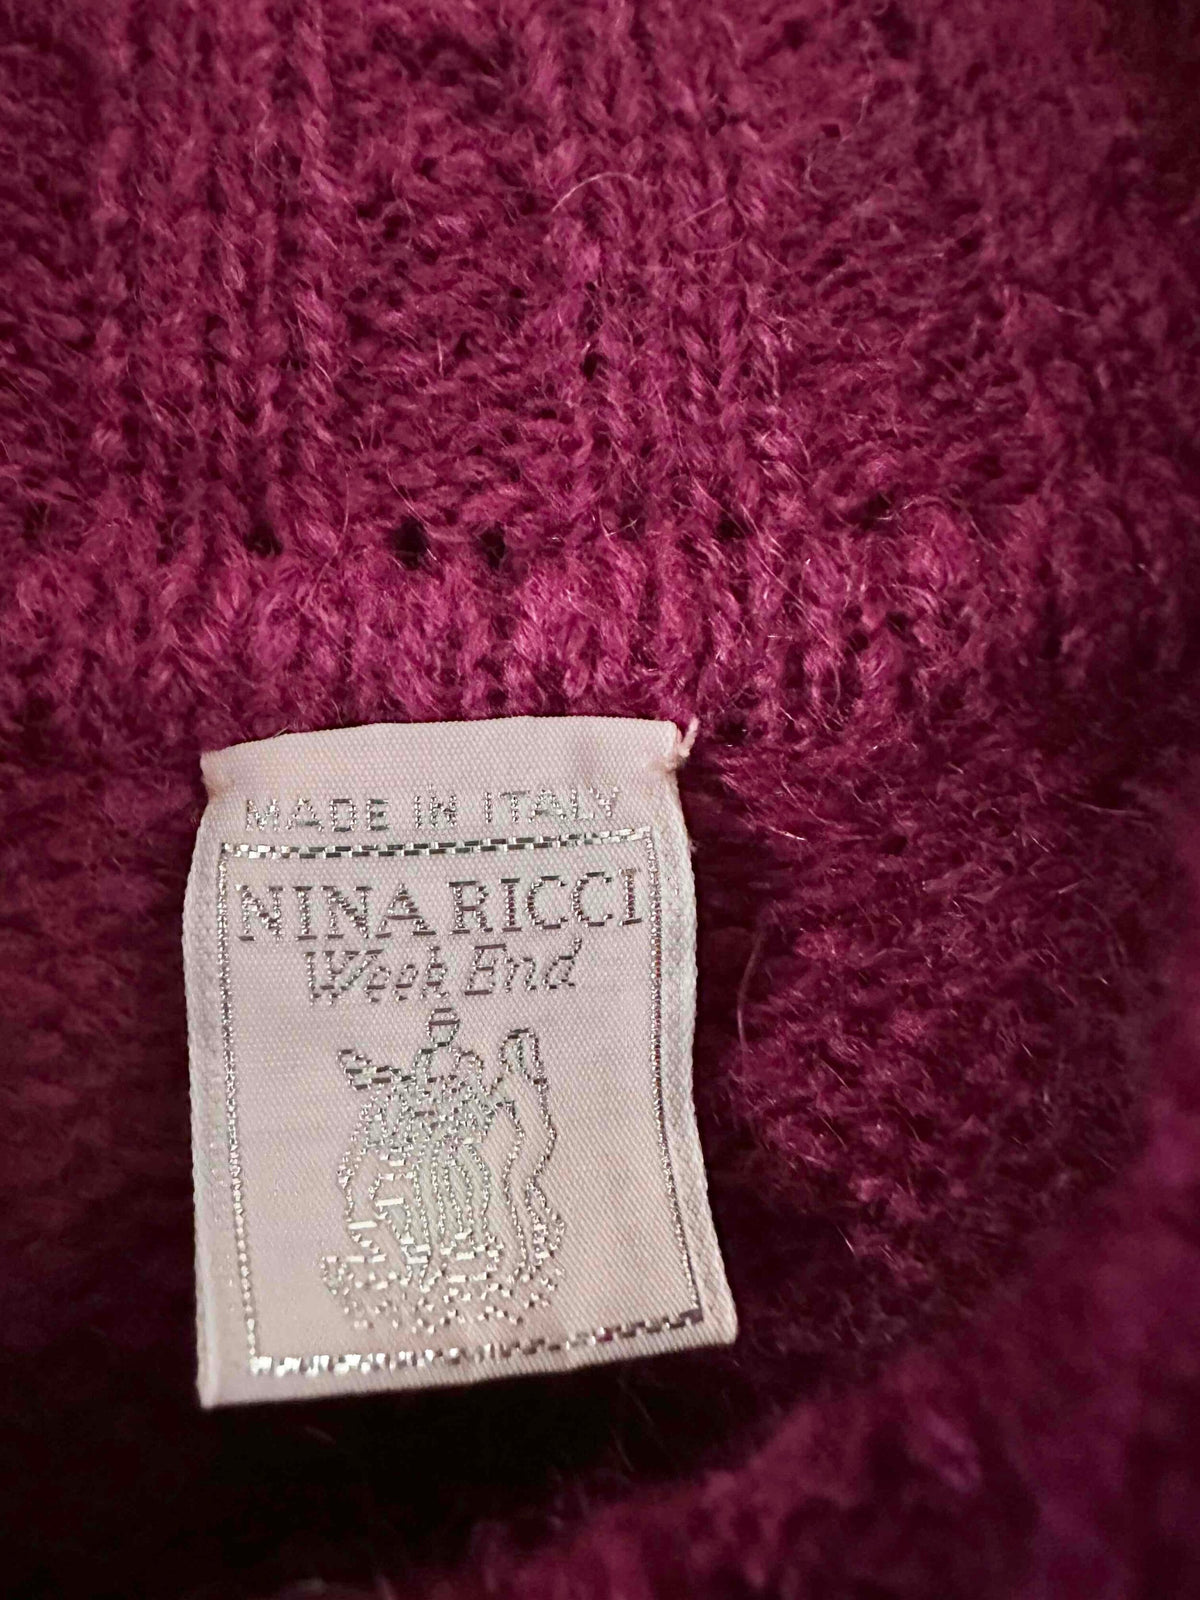 MADE IN ITALY
NINA RICCI
Week End